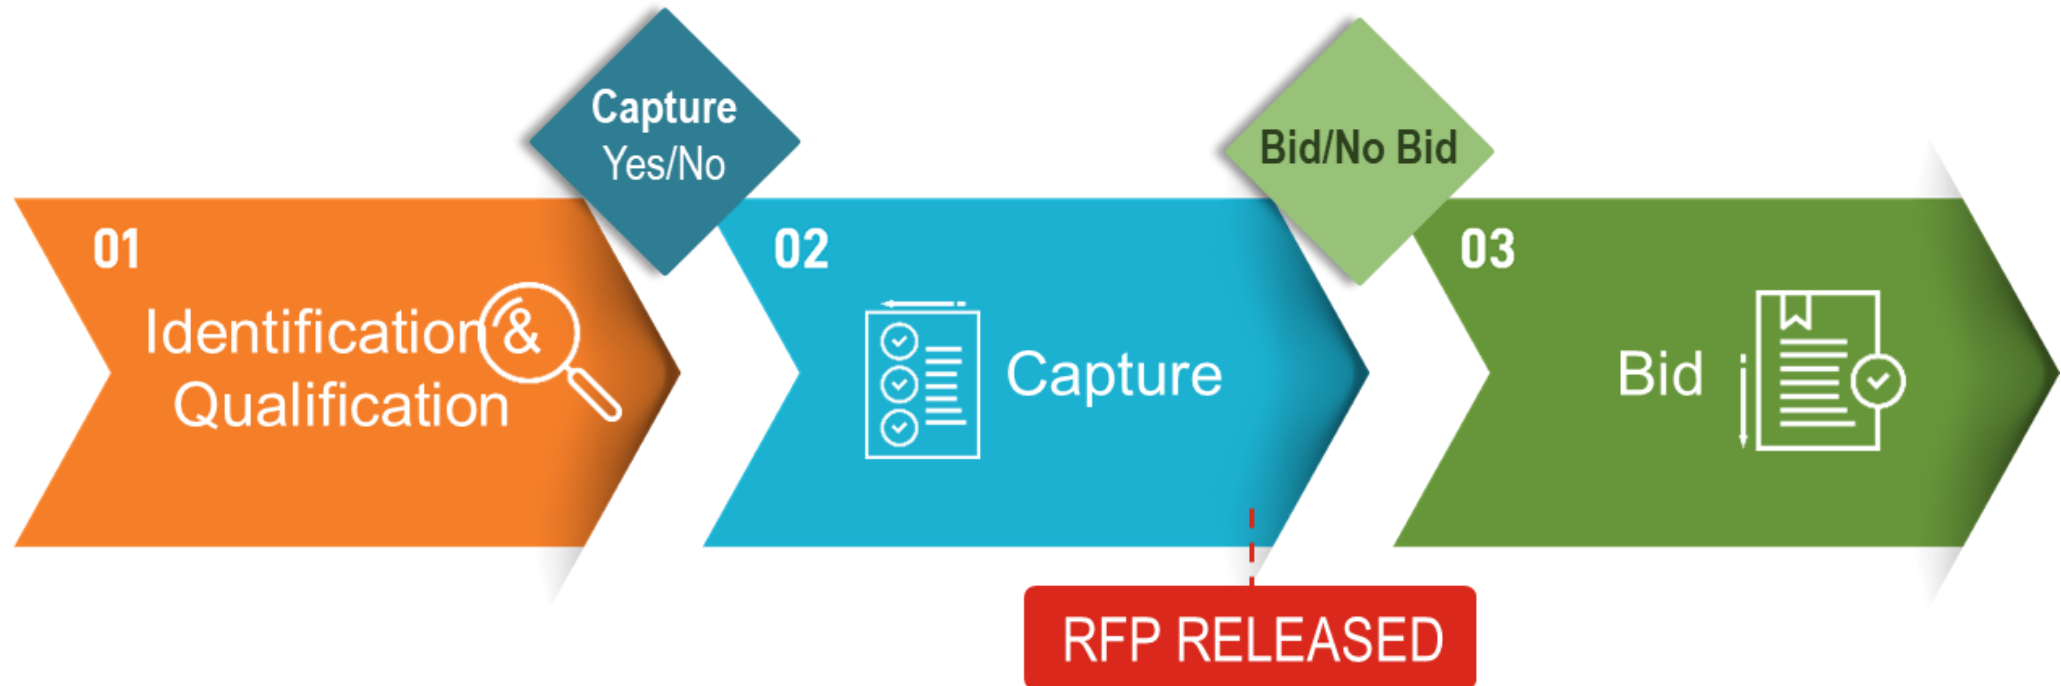 Capture
Yes/No
Bid/No Bid
01
Identification &
Qualification
02
Capture
03
Bid
RFP RELEASED